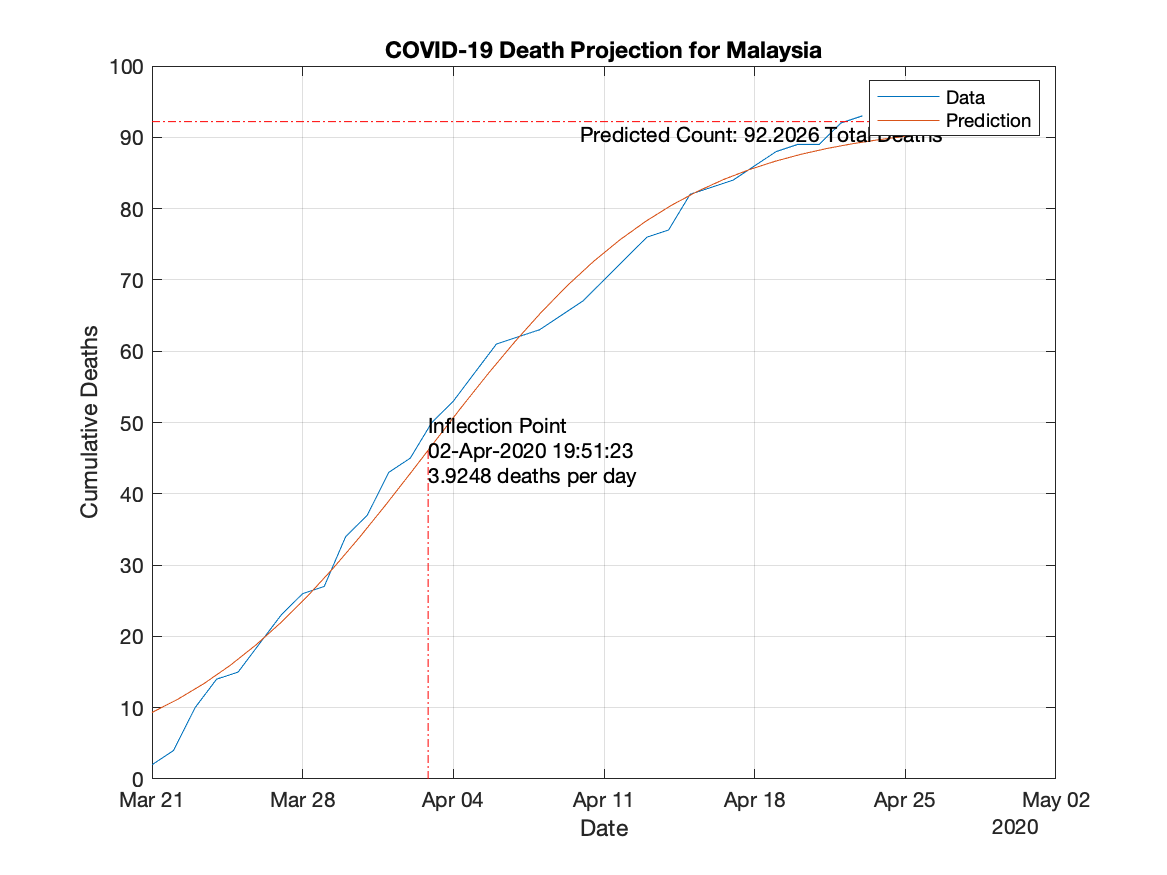 COVID-19 Death Projection for Malaysia
100
90
80
70
60
50
40
30
20
10
0
Cumulative Deaths
Data
Prediction
Predicted Count: 92.2026 Total Deaths
Inflection Point
02-Apr-2020 19:51:23
3.9248 deaths per day
Mar 21 Mar 28 Apr 04 Apr 11 Apr 18 Apr 25 May 02
Date
2020